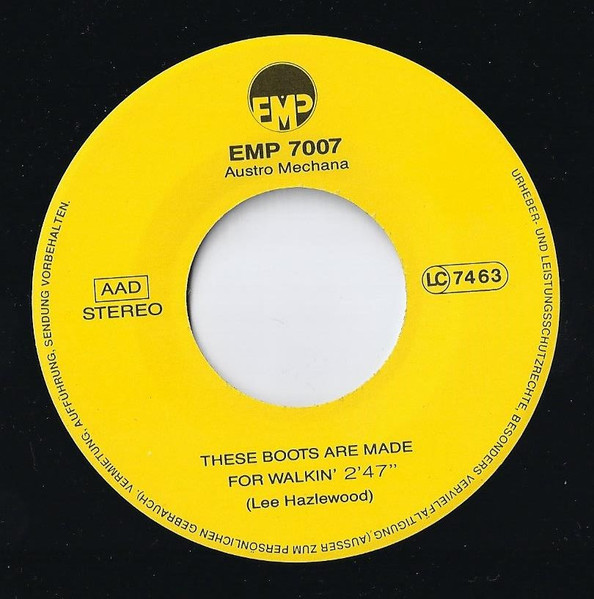 EMP
EMP 7007
Austro Mechana
AAD
STEREO
LC 7463
THESE BOOTS ARE MADE
FOR WALKIN' 2'47"
(Lee Hazlewood)
URHEBER- UND LEISTUNGSSCHUTZRECHTE, BESONDERS VERVIELFÄLTIGUNG (AUSSER ZUM PERSÖNLICHEN GEBRAUCH), VERMIETUNG, AUFFÜHRUNG, SENDUNG VORBEHALTEN.